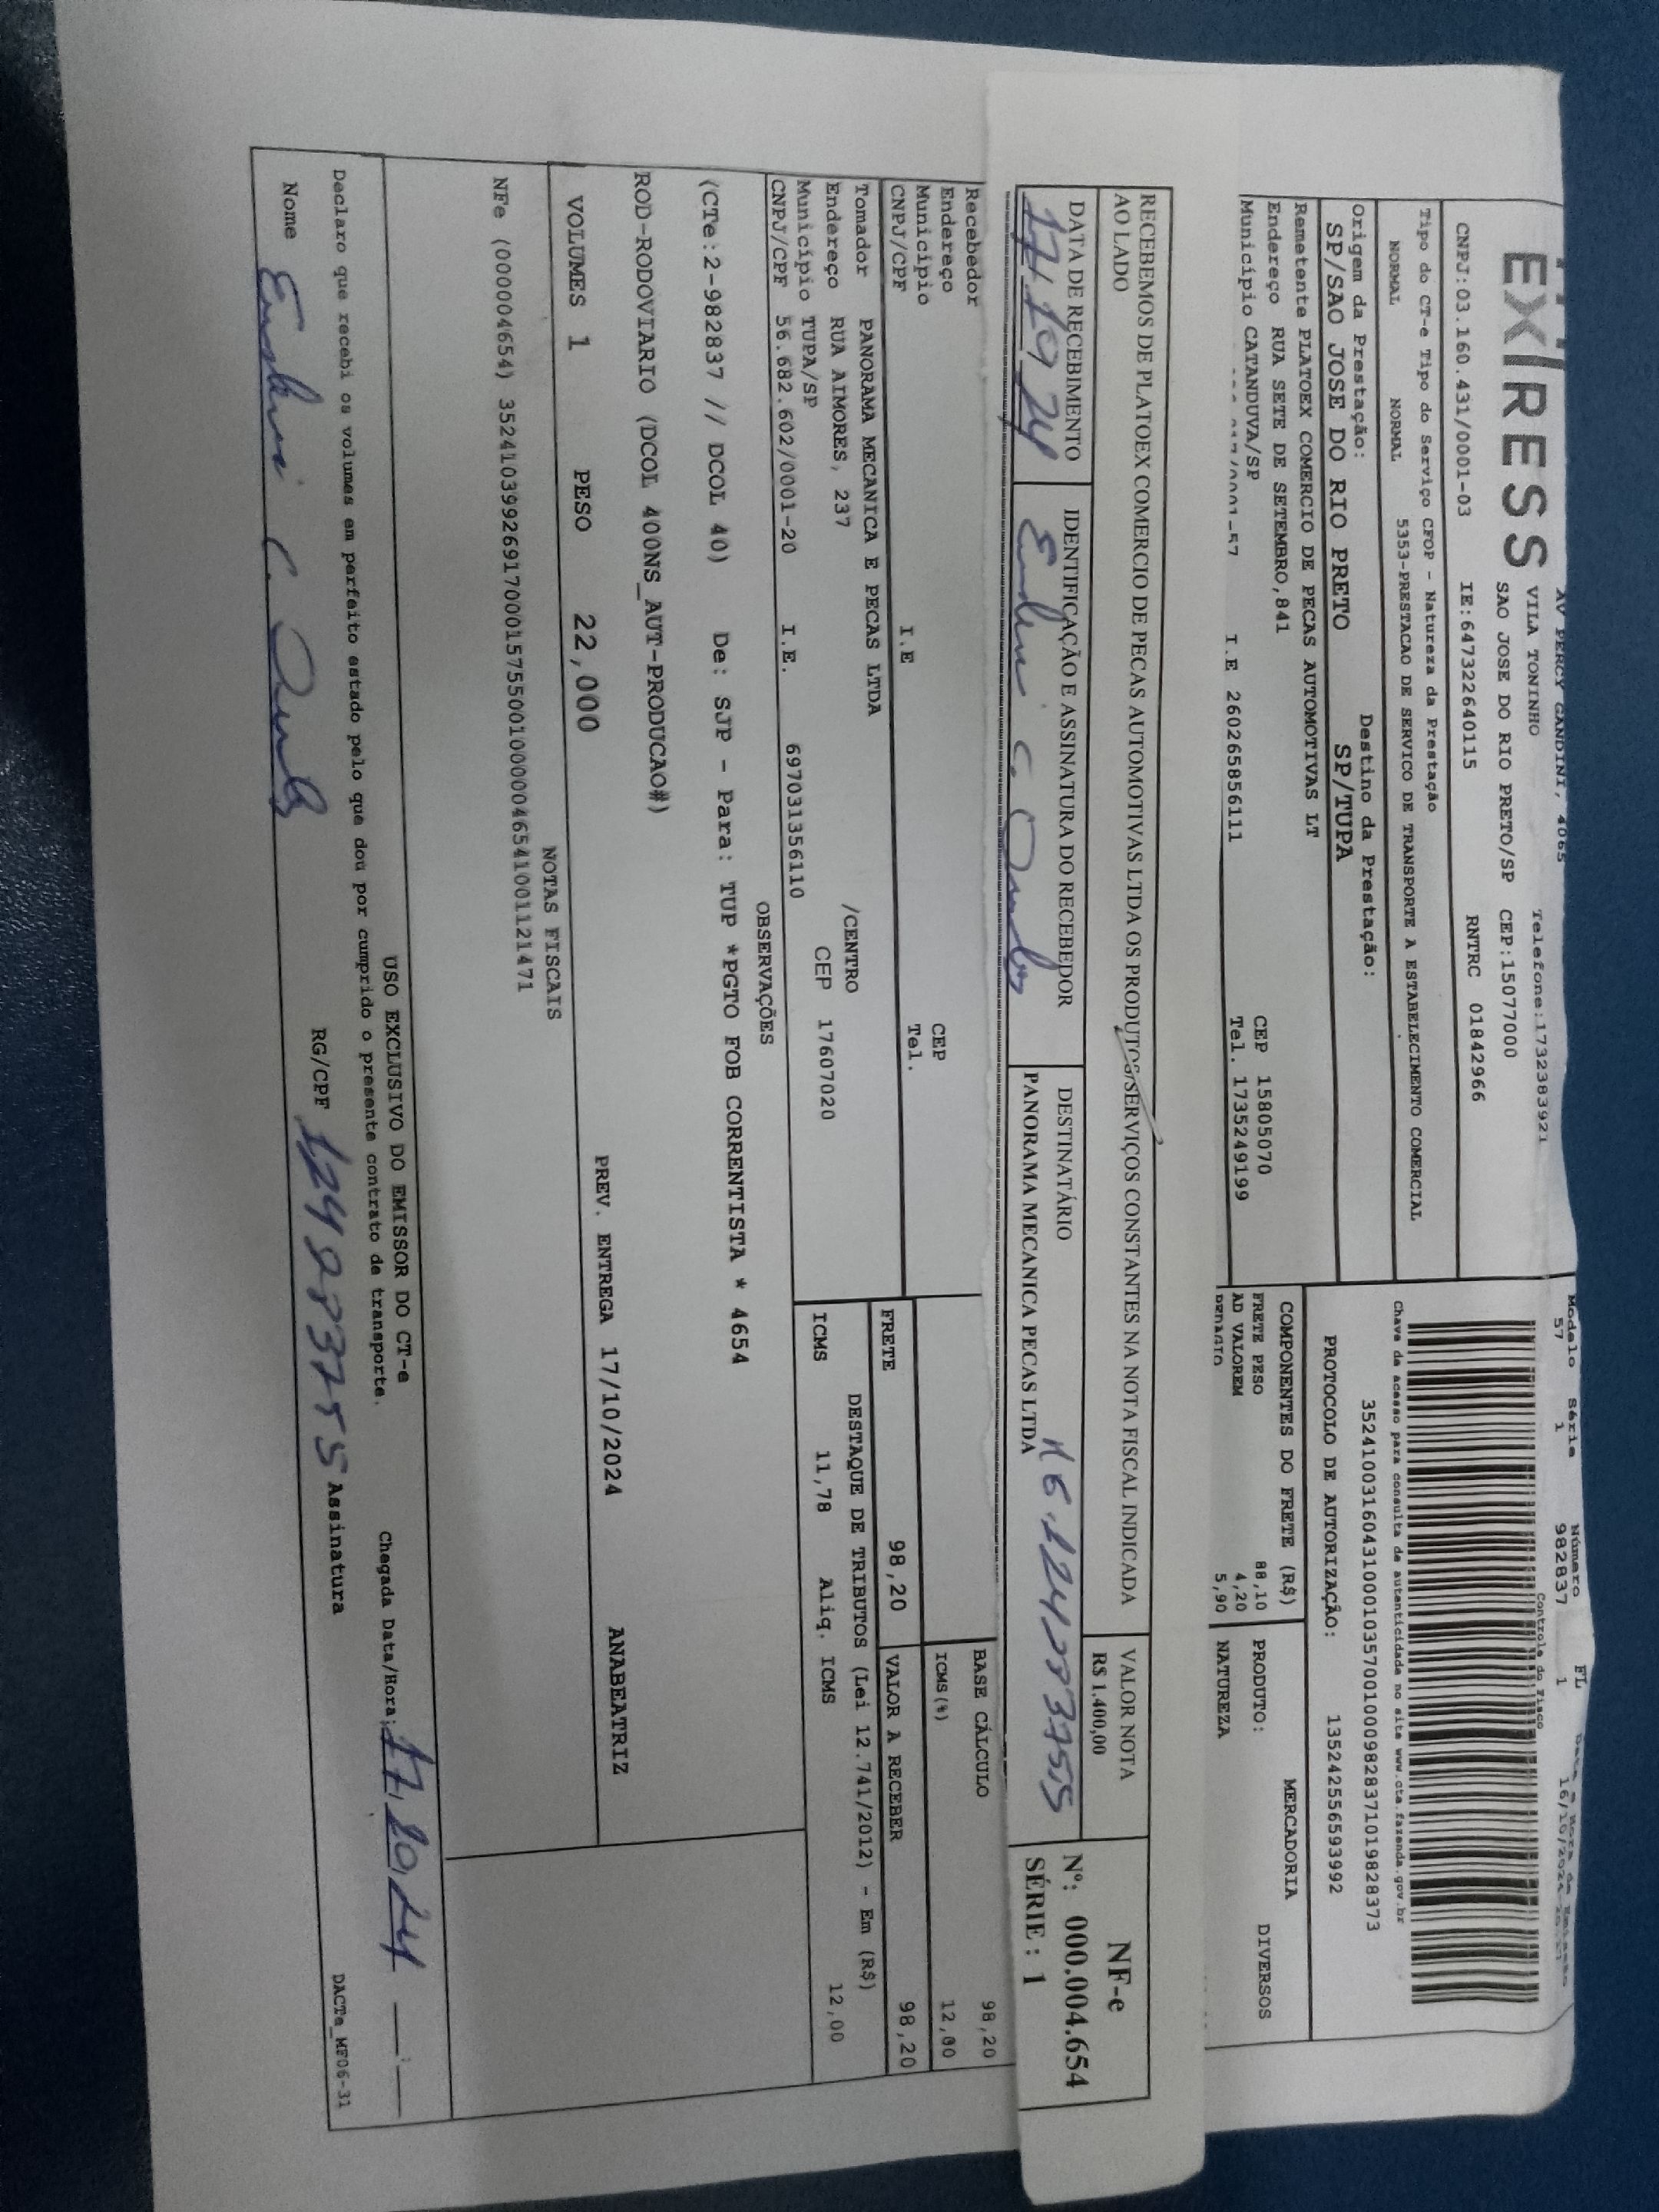 EXPRESS
AV PERCY GANDINI, 4065
VILA TONINHO Telefone:1732383921
SAO JOSE DO RIO PRETO/SP CEP:15077000
CNPJ:03.160.431/0001-03 IE:647322640115 RNTRC 01842966
Modelo Série Número FL
57 1 982837 1
Controle do Fisco
Tipo do CT-e Tipo do Serviço CFOP - Natureza da Prestação
NORMAL NORMAL 5353-PRESTACAO DE SERVICO DE TRANSPORTE A ESTABELECIMENTO COMERCIAL
Chave de acesso para consulta de autenticidade no site www.cte.fazenda.gov.br
35241003160431000103570010009828371019828373
Origem da Prestação: Destino da Prestação:
SP/SAO JOSE DO RIO PRETO SP/TUPA
PROTOCOLO DE AUTORIZAÇÃO: 135242556593992
Remetente PLATOEX COMERCIO DE PECAS AUTOMOTIVAS LT
Endereço RUA SETE DE SETEMBRO,841 CEP 15805070
Município CATANDUVA/SP I.E 260265856111 Tel. 1735249199
COMPONENTES DO FRETE (R$) MERCADORIA
FRETE PESO 88,10 PRODUTO: DIVERSOS
AD VALOREM 4,20
PEDAGIO 5,90 NATUREZA
RECEBEMOS DE PLATOEX COMERCIO DE PECAS AUTOMOTIVAS LTDA OS PRODUTOS/SERVIÇOS CONSTANTES NA NOTA FISCAL INDICADA
AO LADO
VALOR NOTA
R$ 1.400,00
NF-e
Nº: 000.004.654
SÉRIE : 1
DATA DE RECEBIMENTO IDENTIFICAÇÃO E ASSINATURA DO RECEBEDOR DESTINATÁRIO
17.10.24 PANORAMA MECANICA PECAS LTDA
Recebedor
Endereço CEP
Município Tel.
CNPJ/CPF I.E
BASE CÁLCULO 98,20
ICMS(%) 12,00
FRETE 98,20 VALOR A RECEBER 98,20
Tomador PANORAMA MECANICA E PECAS LTDA
Endereço RUA AIMORES, 237 /CENTRO
Município TUPA/SP CEP 17607020
CNPJ/CPF 56.682.602/0001-20 I.E. 697031356110
DESTAQUE DE TRIBUTOS (Lei 12.741/2012) - Em (R$)
ICMS 11,78 Aliq. ICMS 12,00
OBSERVAÇÕES
(CTe:2-982837 // DCOL 40) De: SJP - Para: TUP *PGTO FOB CORRENTISTA * 4654
ROD-RODOVIARIO (DCOL 400NS_AUT-PRODUCAO#)
VOLUMES 1 PESO 22,000 PREV. ENTREGA 17/10/2024 ANABEATRIZ
NOTAS FISCAIS
NFe (000004654) 35241039926917000157550010000046541001121471
USO EXCLUSIVO DO EMISSOR DO CT-e
Declaro que recebi os volumes em perfeito estado pelo que dou por cumprido o presente contrato de transporte.
Chegada Data/Hora: 17.10.24
Nome RG/CPF Assinatura
DACTe_MF06-31